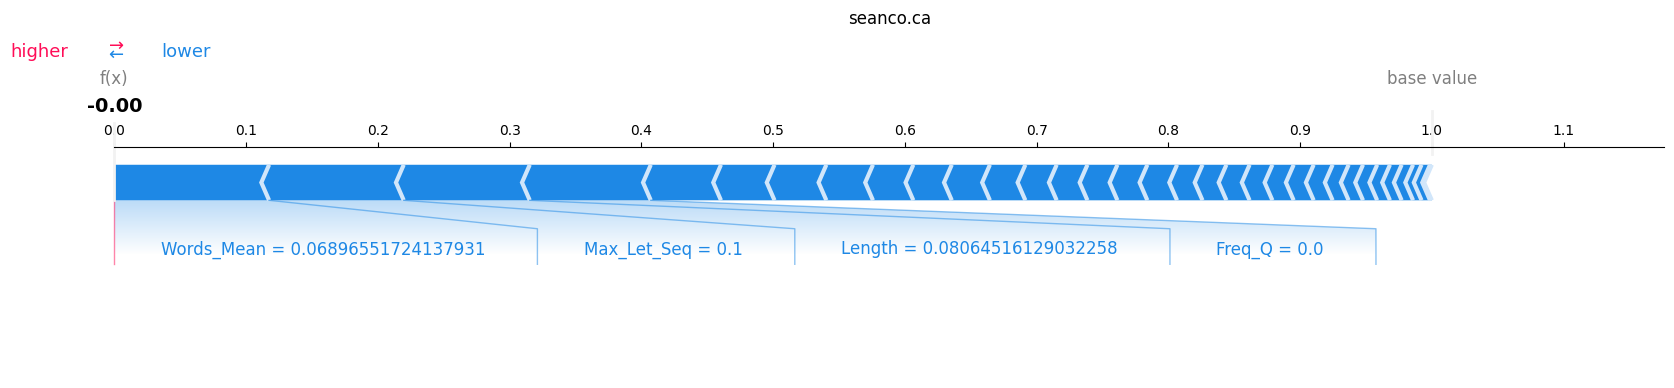 seanco.ca
higher ⇄ lower
f(x) base value
-0.00
0.0 0.1 0.2 0.3 0.4 0.5 0.6 0.7 0.8 0.9 1.0 1.1
Words_Mean = 0.06896551724137931 Max_Let_Seq = 0.1 Length = 0.08064516129032258 Freq_Q = 0.0